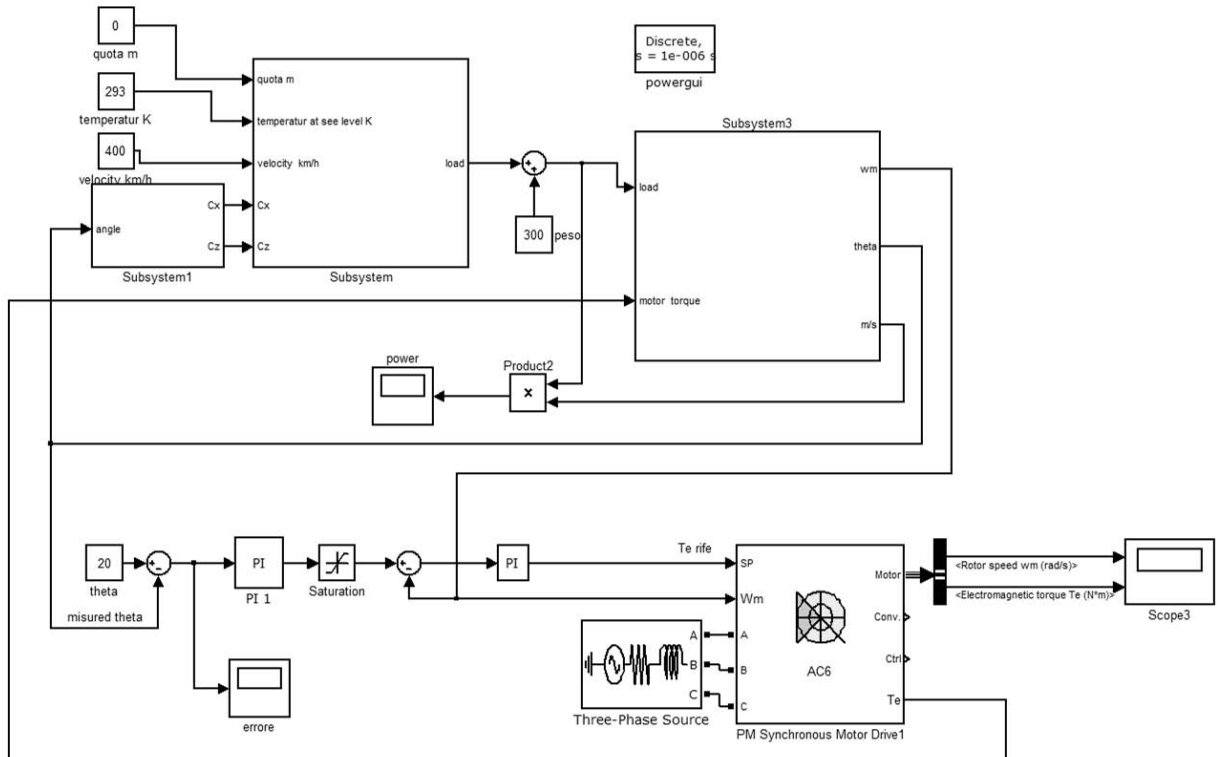 0
quota m
293
temperatur K
400
velocity km/h
quota m
temperatur at see level K
velocity km/h
Cx
Cz
load
Subsystem
angle
Cx
Cz
Subsystem1
300
peso
Discrete,
s = 1e-006 s
powergui
Subsystem3
load
motor torque
wm
theta
m/s
power
Product2
x
20
theta
misured theta
PI
PI 1
Saturation
PI
Te rife
errore
A
B
C
Three-Phase Source
SP
Wm
A
B
C
Motor
Conv.
Ctrl
Te
AC6
PM Synchronous Motor Drive1
<Rotor speed wm (rad/s)>
<Electromagnetic torque Te (N*m)>
Scope3